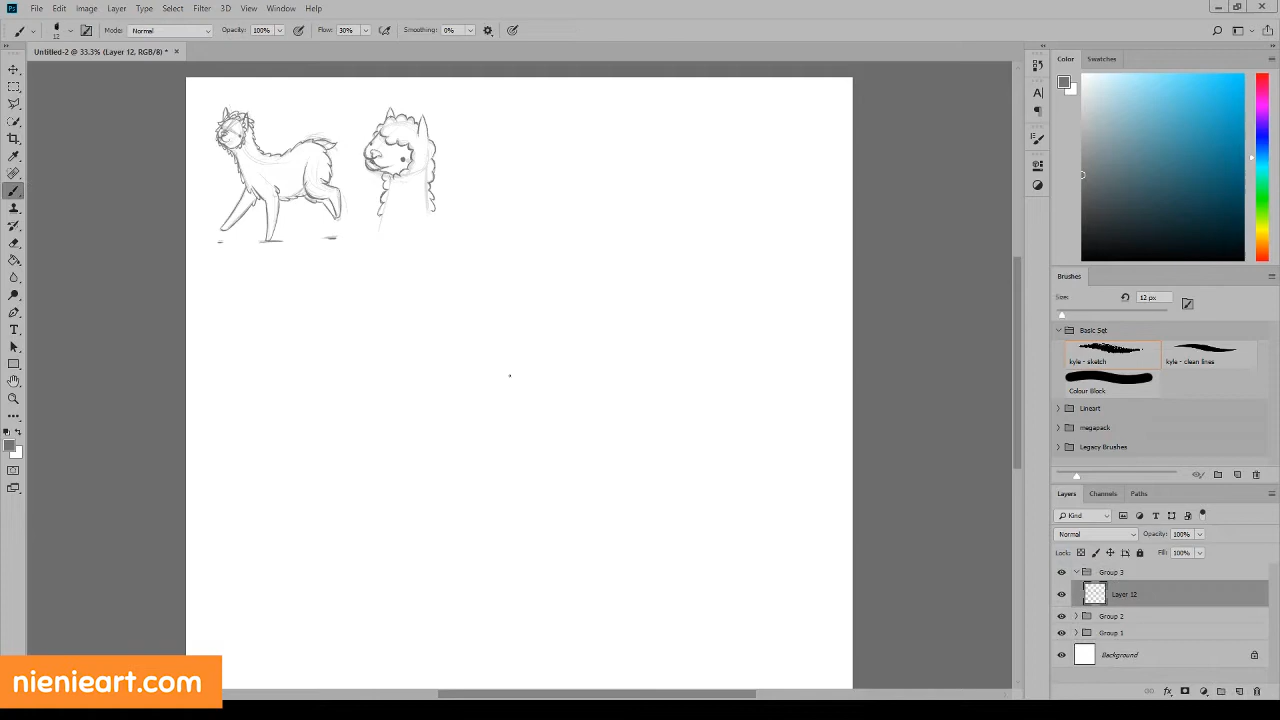 Ps File Edit Image Layer Type Select Filter 3D View Window Help
12 Mode: Normal Opacity: 100% Flow: 30% Smoothing: 0%
Untitled-2 @ 33.3% (Layer 12, RGB/8) *
Color Swatches
Brushes
Size: 12 px
Basic Set
kyle - sketch kyle - clean lines
Colour Block
Lineart
megapack
Legacy Brushes
Layers Channels Paths
Kind
Normal Opacity: 100%
Lock: Fill: 100%
Group 3
Layer 12
Group 2
Group 1
Background
nienieart.com